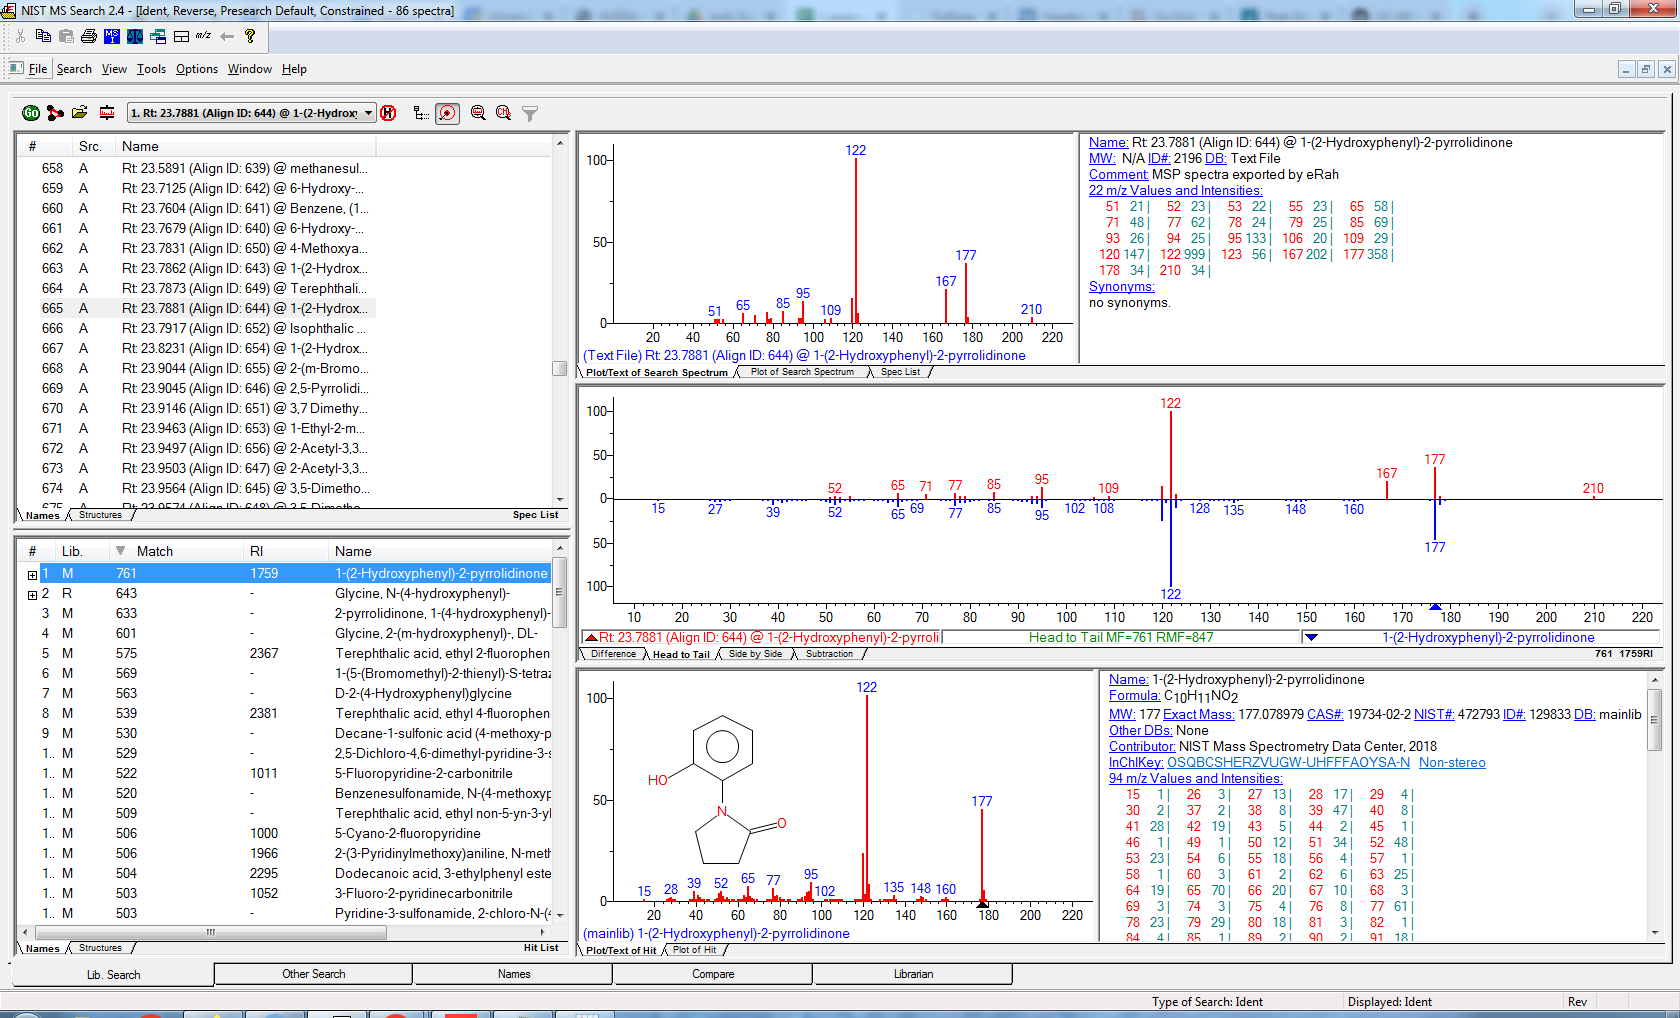 NIST MS Search 2.4 - [Ident, Reverse, Presearch Default, Constrained - 86 spectra]
File Search View Tools Options Window Help
1. Rt: 23.7881 (Align ID: 644) @ 1-(2-Hydroxy
# Src. Name
658 A Rt: 23.5891 (Align ID: 639) @ methanesul...
659 A Rt: 23.7125 (Align ID: 642) @ 6-Hydroxy-...
660 A Rt: 23.7604 (Align ID: 641) @ Benzene, (1...
661 A Rt: 23.7679 (Align ID: 640) @ 6-Hydroxy-...
662 A Rt: 23.7831 (Align ID: 650) @ 4-Methoxya...
663 A Rt: 23.7862 (Align ID: 643) @ 1-(2-Hydrox...
664 A Rt: 23.7873 (Align ID: 649) @ Terephthali...
665 A Rt: 23.7881 (Align ID: 644) @ 1-(2-Hydrox...
666 A Rt: 23.7917 (Align ID: 652) @ Isophthalic ...
667 A Rt: 23.8231 (Align ID: 654) @ 1-(2-Hydrox...
668 A Rt: 23.9044 (Align ID: 655) @ 2-(m-Bromo...
669 A Rt: 23.9045 (Align ID: 646) @ 2,5-Pyrrolidi...
670 A Rt: 23.9146 (Align ID: 651) @ 3,7 Dimethy...
671 A Rt: 23.9463 (Align ID: 653) @ 1-Ethyl-2-m...
672 A Rt: 23.9497 (Align ID: 656) @ 2-Acetyl-3,3...
673 A Rt: 23.9503 (Align ID: 647) @ 2-Acetyl-3,3...
674 A Rt: 23.9564 (Align ID: 645) @ 3,5-Dimetho...
Names Structures Spec List
# Lib. Match RI Name
1 M 761 1759 1-(2-Hydroxyphenyl)-2-pyrrolidinone
2 R 643 - Glycine, N-(4-hydroxyphenyl)-
3 M 633 - 2-pyrrolidinone, 1-(4-hydroxyphenyl)-
4 M 601 - Glycine, 2-(m-hydroxyphenyl)-, DL-
5 M 575 2367 Terephthalic acid, ethyl 2-fluorophen
6 M 569 - 1-(5-(Bromomethyl)-2-thienyl)-S-tetraz
7 M 563 - D-2-(4-Hydroxyphenyl)glycine
8 M 539 2381 Terephthalic acid, ethyl 4-fluorophen
9 M 530 - Decane-1-sulfonic acid (4-methoxy-p
1.. M 529 - 2,5-Dichloro-4,6-dimethyl-pyridine-3-s
1.. M 522 1011 5-Fluoropyridine-2-carbonitrile
1.. M 520 - Benzenesulfonamide, N-(4-methoxyp
1.. M 509 - Terephthalic acid, ethyl non-5-yn-3-yl
1.. M 506 1000 5-Cyano-2-fluoropyridine
1.. M 506 1966 2-(3-Pyridinylmethoxy)aniline, N-meth
1.. M 504 2295 Dodecanoic acid, 3-ethylphenyl este
1.. M 503 1052 3-Fluoro-2-pyridinecarbonitrile
1.. M 503 - Pyridine-3-sulfonamide, 2-chloro-N-(4
Names Structures Hit List
100
50
0
122
177
167
95
85
65
51
109
210
20 40 60 80 100 120 140 160 180 200 220
(Text File) Rt: 23.7881 (Align ID: 644) @ 1-(2-Hydroxyphenyl)-2-pyrrolidinone
Plot/Text of Search Spectrum Plot of Search Spectrum Spec List
Name: Rt: 23.7881 (Align ID: 644) @ 1-(2-Hydroxyphenyl)-2-pyrrolidinone
MW: N/A ID#: 2196 DB: Text File
Comment: MSP spectra exported by eRah
22 m/z Values and Intensities:
51 21| 52 23| 53 22| 55 23| 65 58|
71 48| 77 62| 78 24| 79 25| 85 69|
93 26| 94 25| 95 133| 106 20| 109 29|
120 147| 122 999| 123 56| 167 202| 177 358|
178 34| 210 34|
Synonyms:
no synonyms.
100
50
0
50
100
122
52 65 71 77 85 95 109 167 177 210
15 27 39 52 65 69 77 85 95 102 108 128 135 148 160 177
122
10 20 30 40 50 60 70 80 90 100 110 120 130 140 150 160 170 180 190 200 210 220
Rt: 23.7881 (Align ID: 644) @ 1-(2-Hydroxyphenyl)-2-pyrroli Head to Tail MF=761 RMF=847 1-(2-Hydroxyphenyl)-2-pyrrolidinone
Difference Head to Tail Side by Side Subtraction 761 1759RI
100
50
0
122
177
HO
N
O
15 28 39 52 65 77 95 102 135 148 160
20 40 60 80 100 120 140 160 180 200 220
(mainlib) 1-(2-Hydroxyphenyl)-2-pyrrolidinone
Plot/Text of Hit Plot of Hit
Name: 1-(2-Hydroxyphenyl)-2-pyrrolidinone
Formula: C10H11NO2
MW: 177 Exact Mass: 177.078979 CAS#: 19734-02-2 NIST#: 472793 ID#: 129833 DB: mainlib
Other DBs: None
Contributor: NIST Mass Spectrometry Data Center, 2018
InChIKey: OSQBCSHERZVUGW-UHFFFAOYSA-N Non-stereo
94 m/z Values and Intensities:
15 1| 26 3| 27 13| 28 17| 29 4|
30 2| 37 2| 38 8| 39 47| 40 8|
41 28| 42 19| 43 5| 44 2| 45 1|
46 1| 49 1| 50 12| 51 34| 52 48|
53 23| 54 6| 55 18| 56 4| 57 1|
58 1| 60 3| 61 2| 62 6| 63 25|
64 19| 65 70| 66 20| 67 10| 68 3|
69 3| 74 3| 75 4| 76 8| 77 61|
78 23| 79 29| 80 18| 81 3| 82 1|
84 4| 85 1| 89 2| 90 2| 91 18|
Lib. Search Other Search Names Compare Librarian
Type of Search: Ident Displayed: Ident Rev